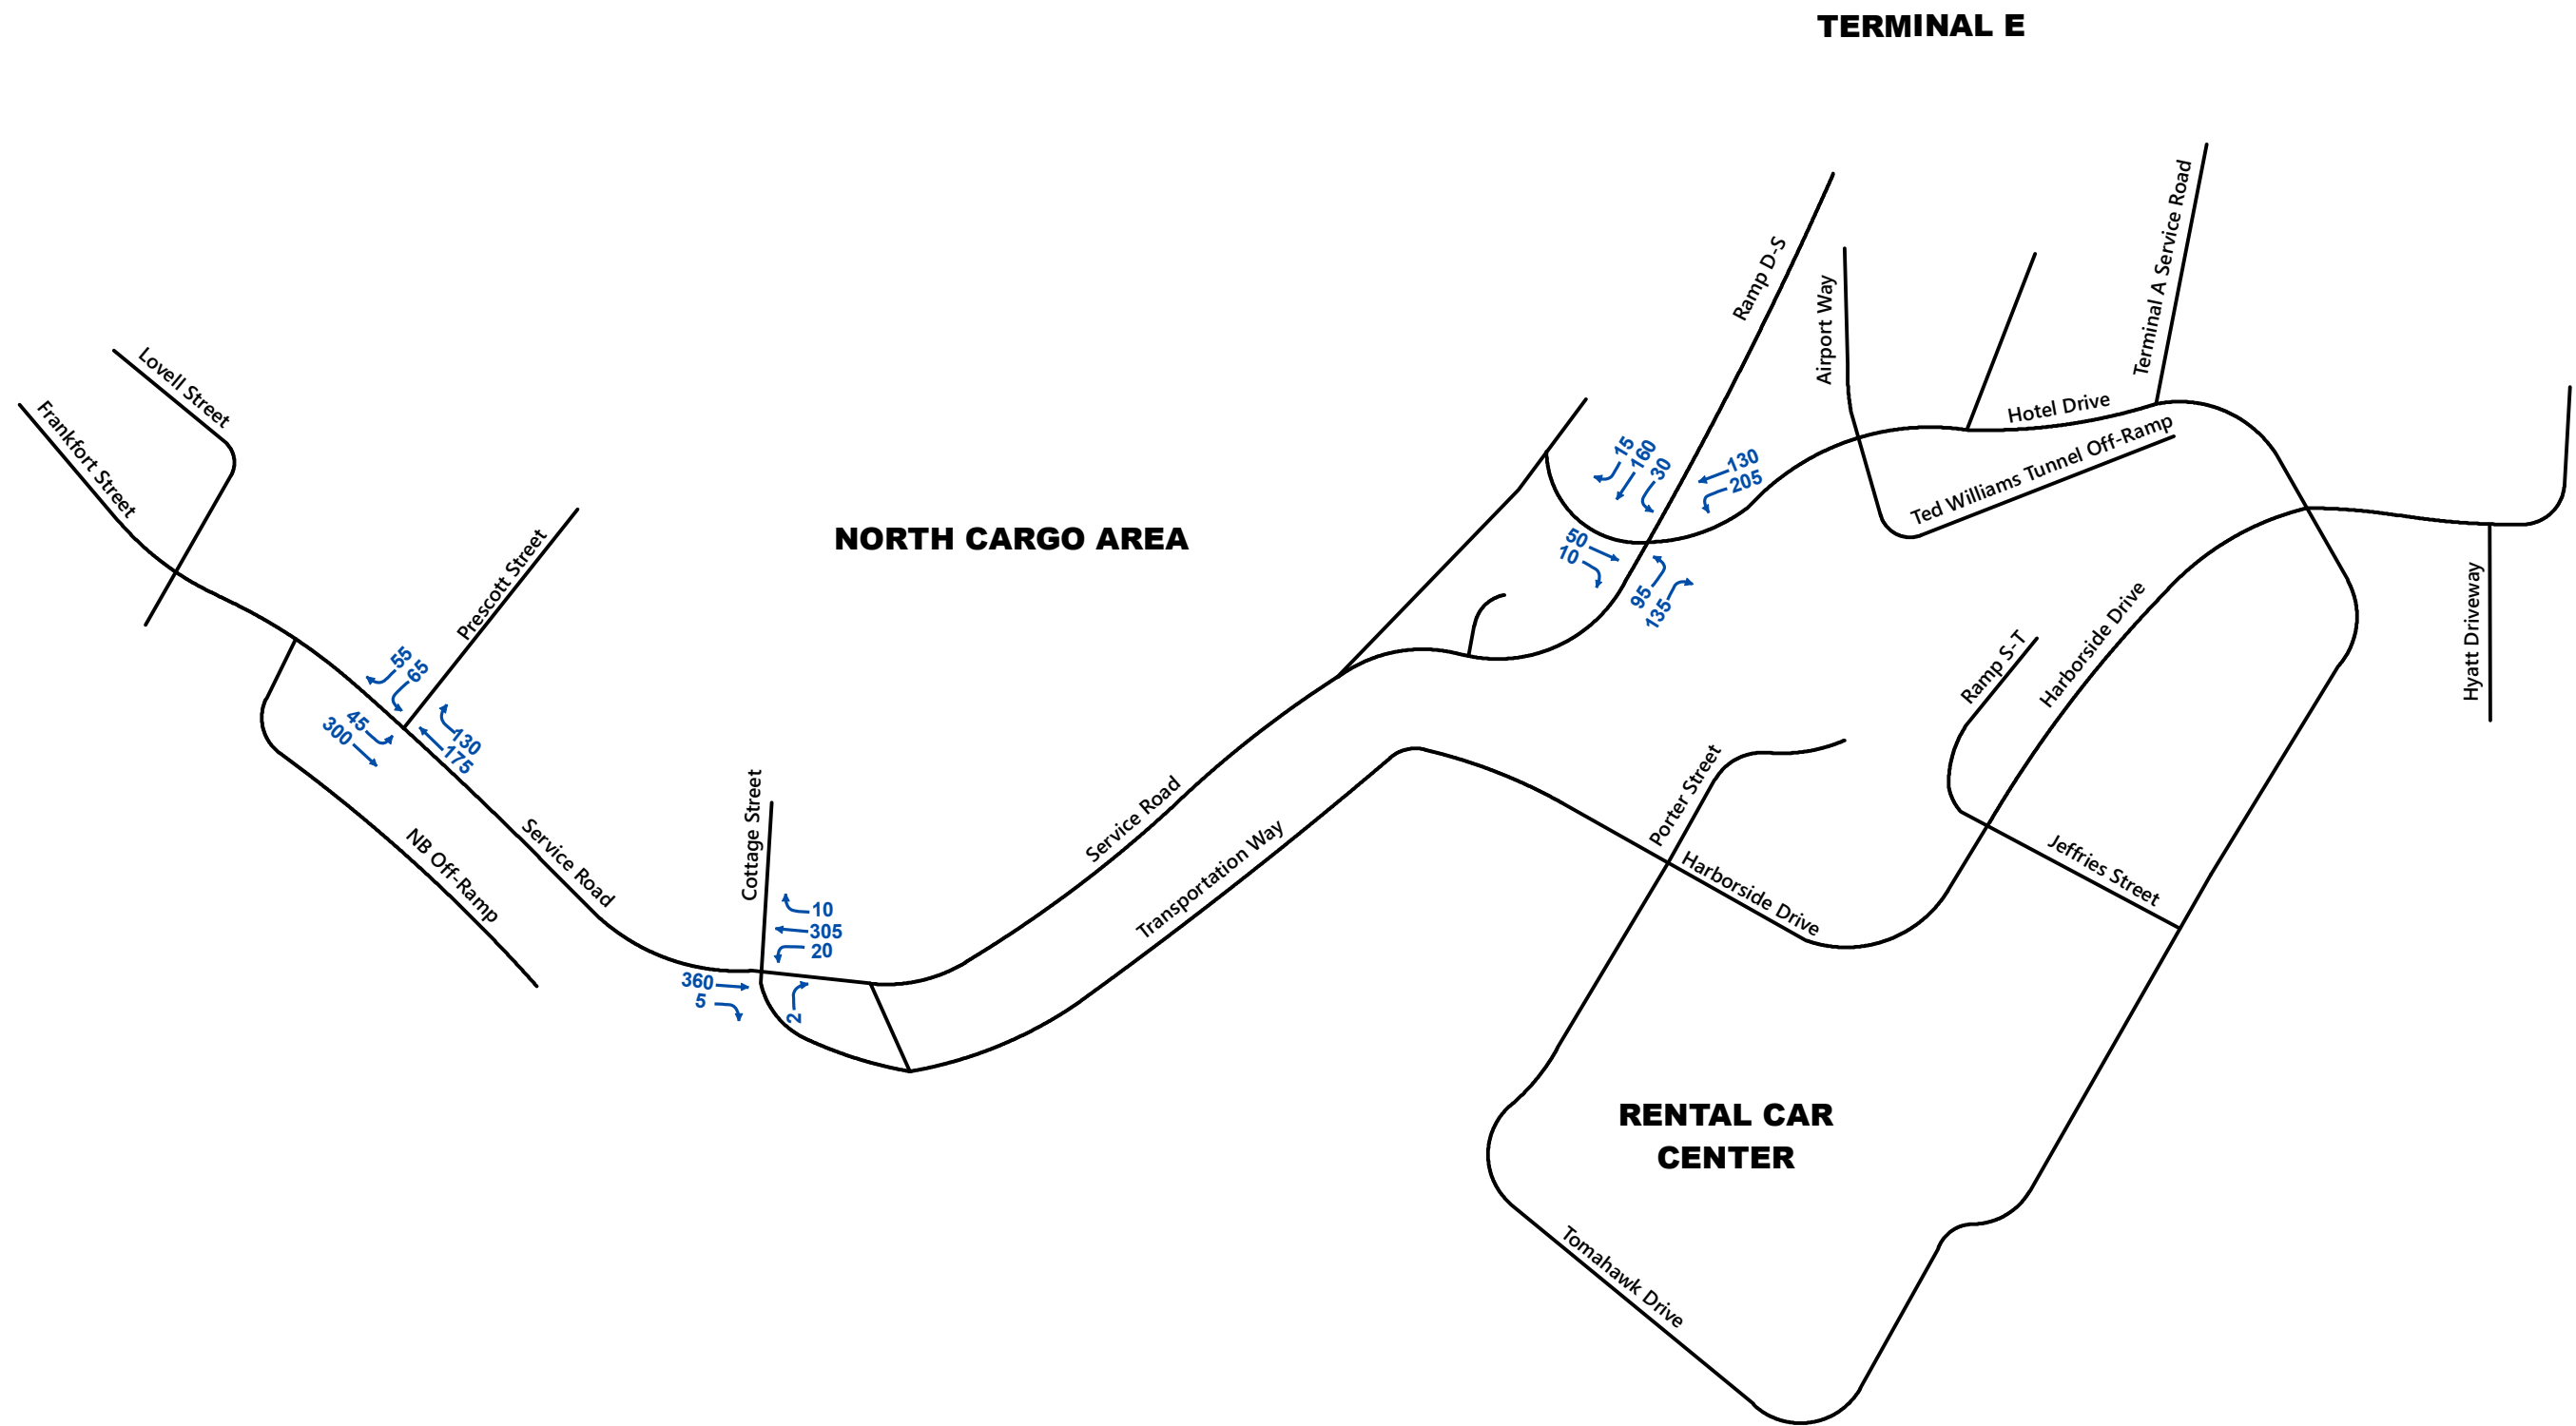 TERMINAL E
Ramp D-S
Airport Way
Terminal A Service Road
Lovell Street
Frankfort Street
Hotel Drive
Ted Williams Tunnel Off-Ramp
15
160
30
130
205
NORTH CARGO AREA
Prescott Street
50
10
95
135
Hyatt Driveway
Harborside Drive
Ramp S-T
55
65
45
300
130
175
Porter Street
Service Road
Transportation Way
Cottage Street
Service Road
NB Off-Ramp
Harborside Drive
Jeffries Street
10
305
20
360
5
2
RENTAL CAR
CENTER
Tomahawk Drive